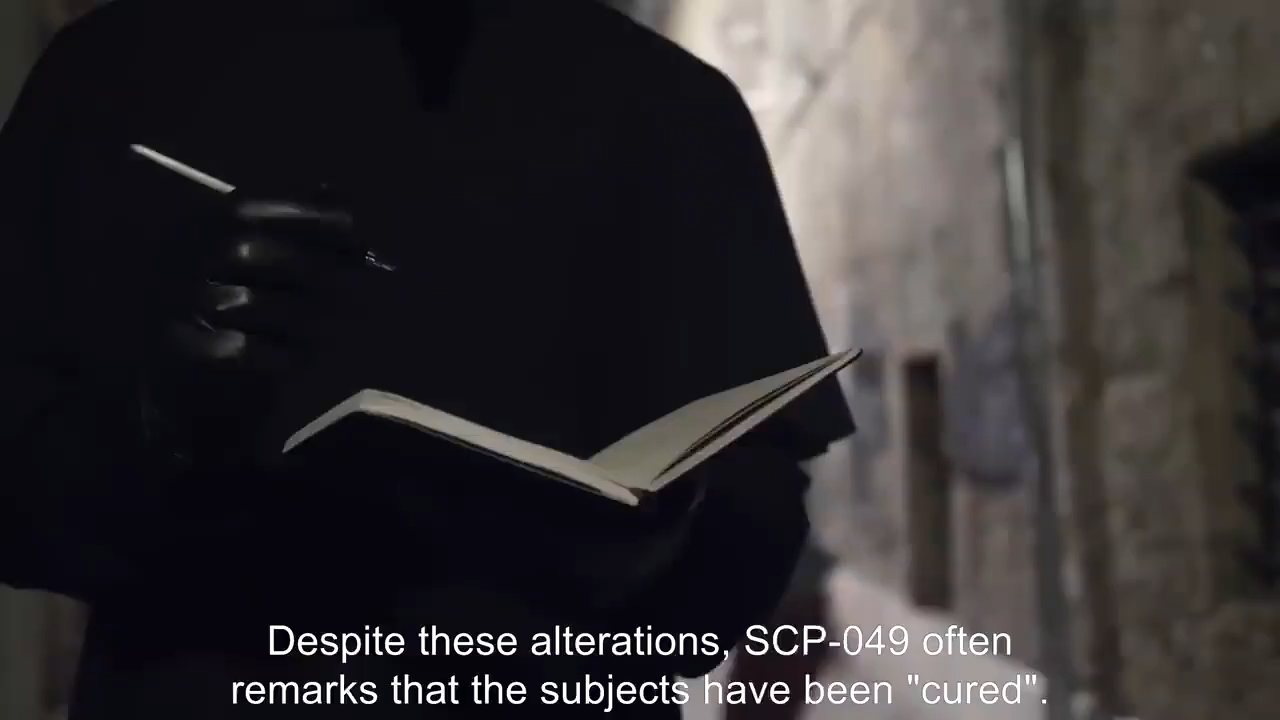 Despite these alterations, SCP-049 often
remarks that the subjects have been "cured".